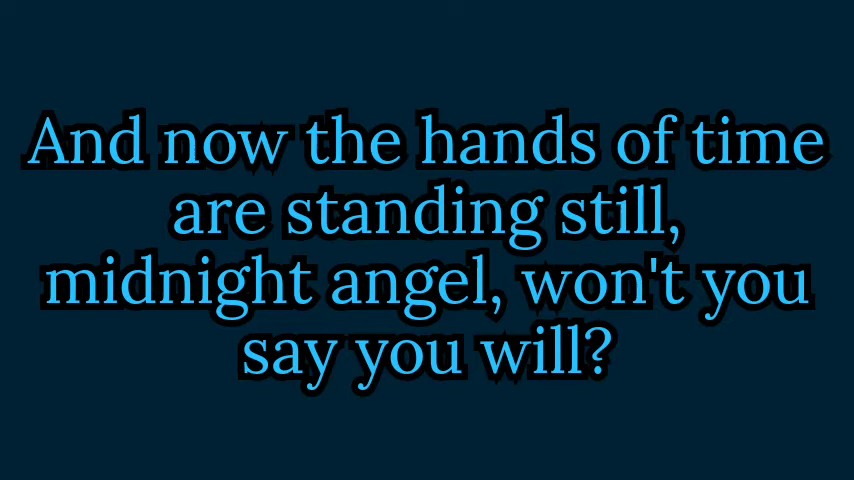 And now the hands of time
are standing still,
midnight angel, won't you
say you will?